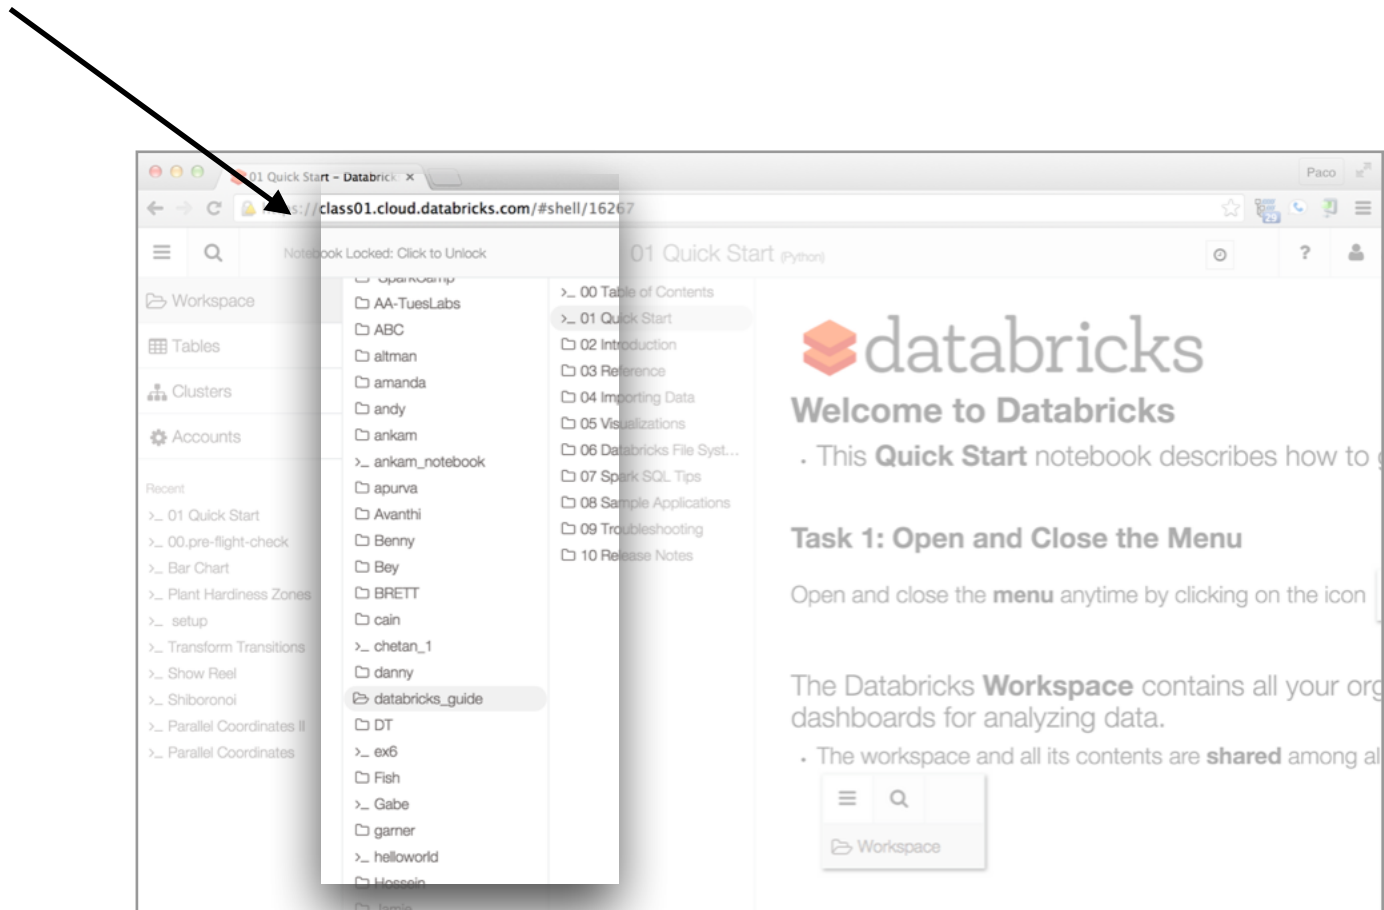 01 Quick Start – Databrick
Paco
://class01.cloud.databricks.com/#shell/16267
29
Notebook Locked: Click to Unlock
01 Quick Start (Python)
?
Workspace
Tables
Clusters
Accounts
Recent
>_ 01 Quick Start
>_ 00.pre-flight-check
>_ Bar Chart
>_ Plant Hardiness Zones
>_ setup
>_ Transform Transitions
>_ Show Reel
>_ Shiboronoi
>_ Parallel Coordinates II
>_ Parallel Coordinates
SparkCamp
AA-TuesLabs
ABC
altman
amanda
andy
ankam
>_ ankam_notebook
apurva
Avanthi
Benny
Bey
BRETT
cain
>_ chetan_1
danny
databricks_guide
DT
>_ ex6
Fish
>_ Gabe
garner
>_ helloworld
Hossein
Jamie
>_ 00 Table of Contents
>_ 01 Quick Start
02 Introduction
03 Reference
04 Importing Data
05 Visualizations
06 Databricks File Syst...
07 Spark SQL Tips
08 Sample Applications
09 Troubleshooting
10 Release Notes
databricks
Welcome to Databricks
• This Quick Start notebook describes how to
Task 1: Open and Close the Menu
Open and close the menu anytime by clicking on the icon
The Databricks Workspace contains all your org
dashboards for analyzing data.
• The workspace and all its contents are shared among al
Workspace